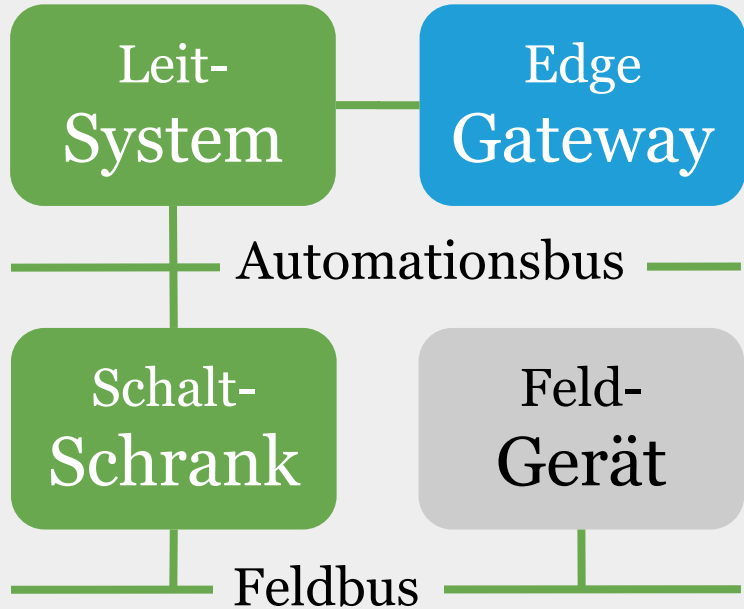 Leit-
System
Edge
Gateway
Automationsbus
Schalt-
Schrank
Feld-
Gerät
Feldbus